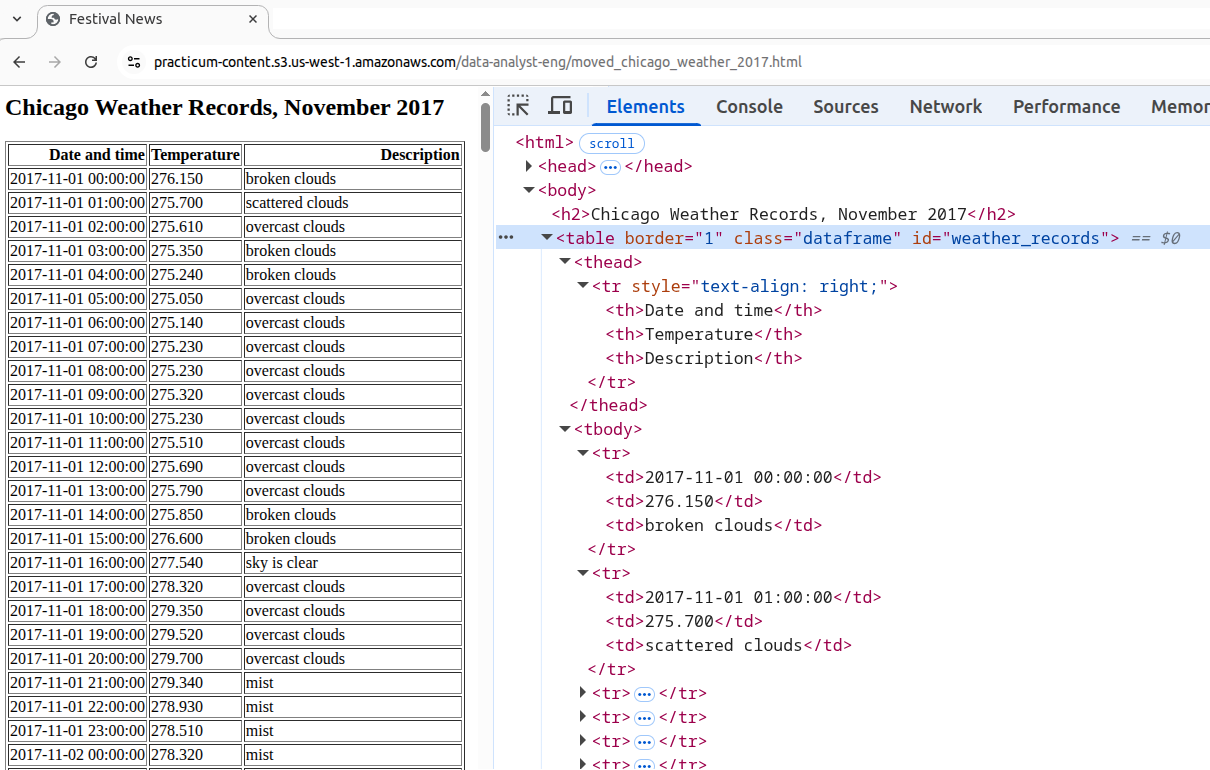 Festival News
practicum-content.s3.us-west-1.amazonaws.com/data-analyst-eng/moved_chicago_weather_2017.html
Chicago Weather Records, November 2017
Date and time Temperature Description
2017-11-01 00:00:00 276.150 broken clouds
2017-11-01 01:00:00 275.700 scattered clouds
2017-11-01 02:00:00 275.610 overcast clouds
2017-11-01 03:00:00 275.350 broken clouds
2017-11-01 04:00:00 275.240 broken clouds
2017-11-01 05:00:00 275.050 overcast clouds
2017-11-01 06:00:00 275.140 overcast clouds
2017-11-01 07:00:00 275.230 overcast clouds
2017-11-01 08:00:00 275.230 overcast clouds
2017-11-01 09:00:00 275.320 overcast clouds
2017-11-01 10:00:00 275.230 overcast clouds
2017-11-01 11:00:00 275.510 overcast clouds
2017-11-01 12:00:00 275.690 overcast clouds
2017-11-01 13:00:00 275.790 overcast clouds
2017-11-01 14:00:00 275.850 broken clouds
2017-11-01 15:00:00 276.600 broken clouds
2017-11-01 16:00:00 277.540 sky is clear
2017-11-01 17:00:00 278.320 overcast clouds
2017-11-01 18:00:00 279.350 overcast clouds
2017-11-01 19:00:00 279.520 overcast clouds
2017-11-01 20:00:00 279.700 overcast clouds
2017-11-01 21:00:00 279.340 mist
2017-11-01 22:00:00 278.930 mist
2017-11-01 23:00:00 278.510 mist
2017-11-02 00:00:00 278.320 mist
Elements Console Sources Network Performance Memor
<html> scroll
<head> ... </head>
<body>
<h2>Chicago Weather Records, November 2017</h2>
... <table border="1" class="dataframe" id="weather_records"> == $0
<thead>
<tr style="text-align: right;">
<th>Date and time</th>
<th>Temperature</th>
<th>Description</th>
</tr>
</thead>
<tbody>
<tr>
<td>2017-11-01 00:00:00</td>
<td>276.150</td>
<td>broken clouds</td>
</tr>
<tr>
<td>2017-11-01 01:00:00</td>
<td>275.700</td>
<td>scattered clouds</td>
</tr>
<tr> ... </tr>
<tr> ... </tr>
<tr> ... </tr>
<tr> ... </tr>